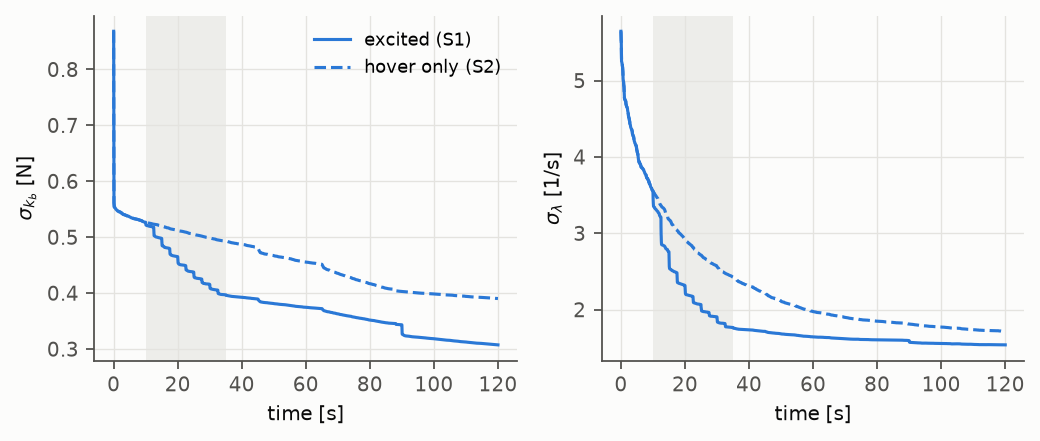 excited (S1)
hover only (S2)
σ_{k_b} [N]
0.8
0.7
0.6
0.5
0.4
0.3
0 20 40 60 80 100 120
time [s]
σ_λ [1/s]
5
4
3
2
0 20 40 60 80 100 120
time [s]